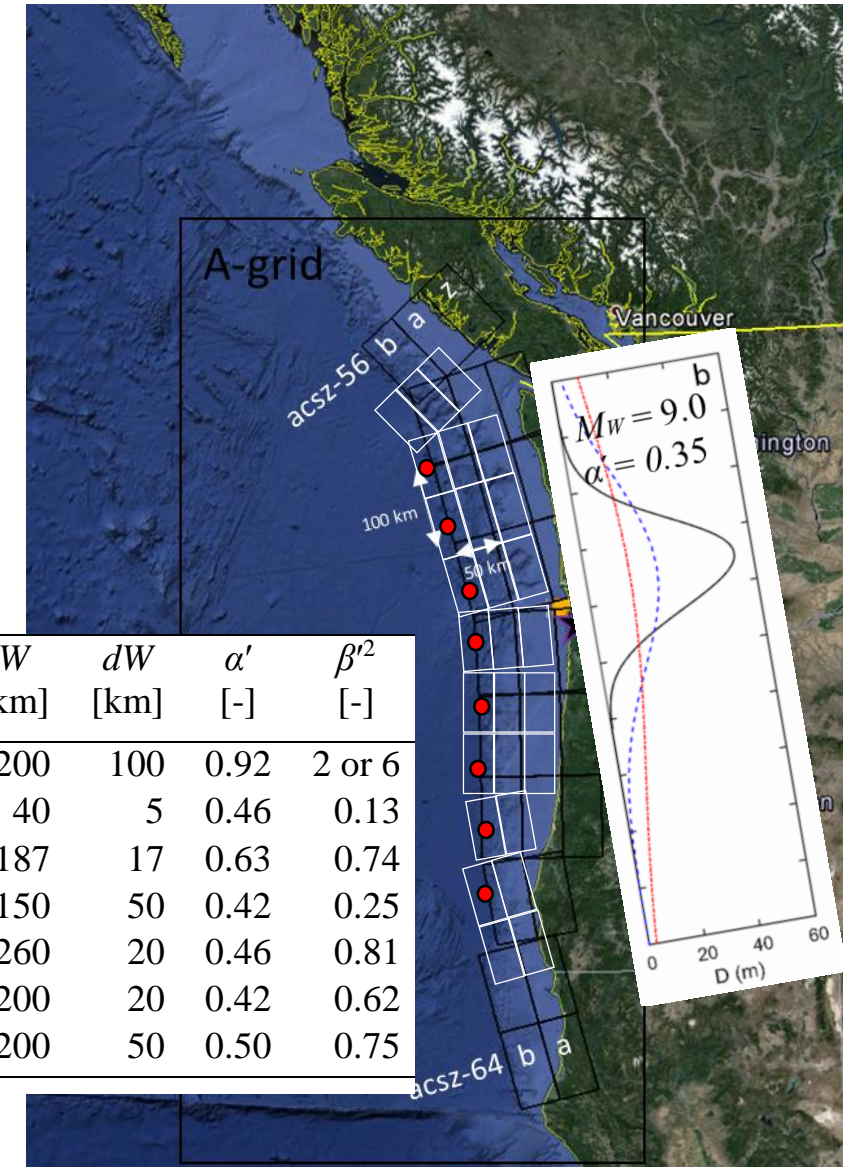 A-grid
Vancouver
z
a
b
acsz-56
b
M_W = 9.0
α′ = 0.35
100 km
50 km
W dW α′ β′²
[km] [-] [-]
200 100 0.92 2 or 6
40 5 0.46 0.13
187 17 0.63 0.74
150 50 0.42 0.25
260 20 0.46 0.81
200 20 0.42 0.62
200 50 0.50 0.75
0 20 40 60
D (m)
acsz-64 b a